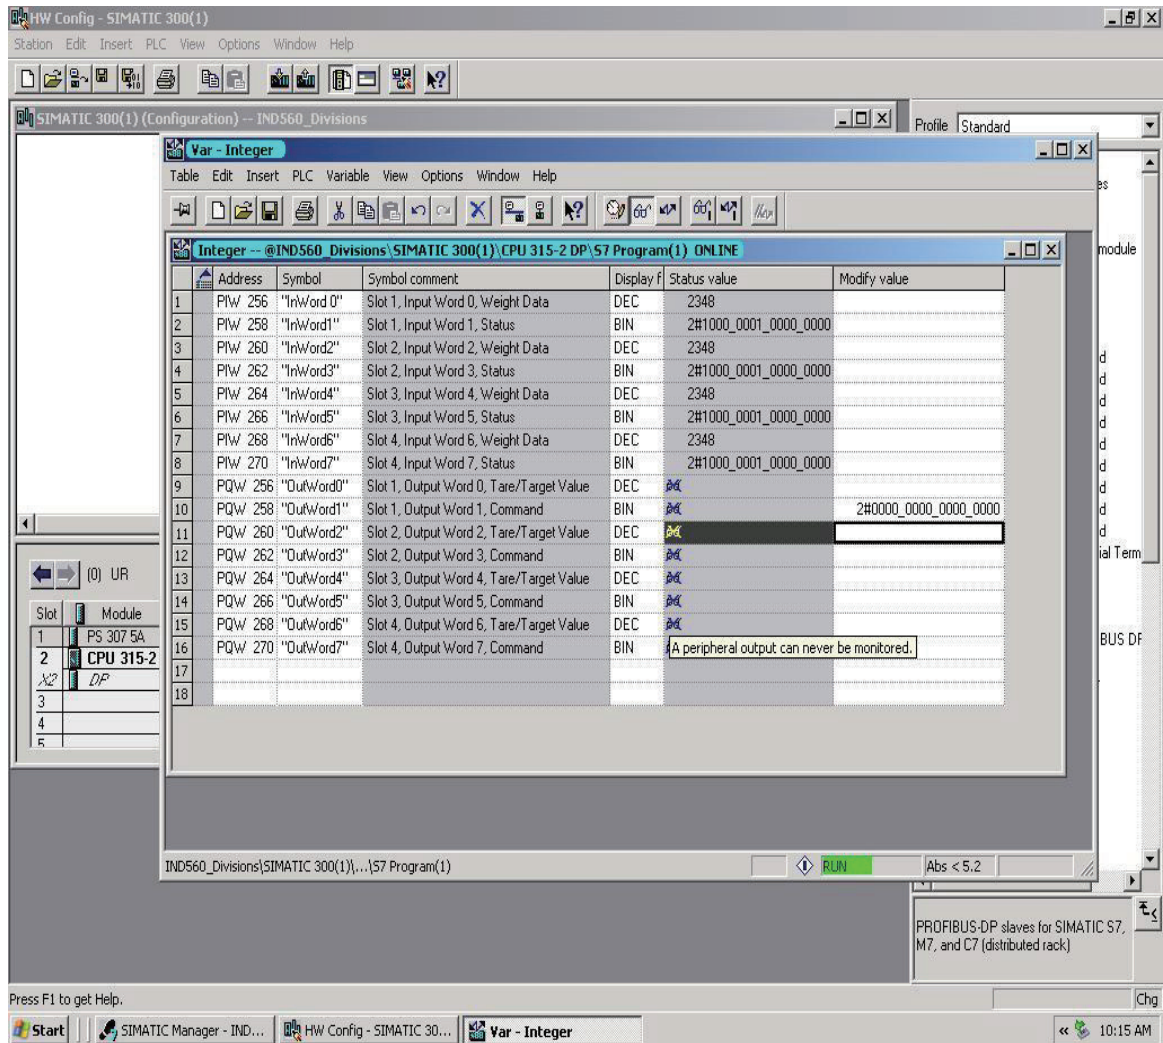 HW Config - SIMATIC 300(1)
Station Edit Insert PLC View Options Window Help
SIMATIC 300(1) (Configuration) -- IND560_Divisions
Profile Standard
Var - Integer
Table Edit Insert PLC Variable View Options Window Help
es
module
Integer -- @IND560_Divisions\SIMATIC 300(1)\CPU 315-2 DP\S7 Program(1) ONLINE
Address Symbol Symbol comment Display f Status value Modify value
1 PIW 256 "InWord 0" Slot 1, Input Word 0, Weight Data DEC 2348
2 PIW 258 "InWord1" Slot 1, Input Word 1, Status BIN 2#1000_0001_0000_0000
3 PIW 260 "InWord2" Slot 2, Input Word 2, Weight Data DEC 2348
4 PIW 262 "InWord3" Slot 2, Input Word 3, Status BIN 2#1000_0001_0000_0000
5 PIW 264 "InWord4" Slot 3, Input Word 4, Weight Data DEC 2348
6 PIW 266 "InWord5" Slot 3, Input Word 5, Status BIN 2#1000_0001_0000_0000
7 PIW 268 "InWord6" Slot 4, Input Word 6, Weight Data DEC 2348
8 PIW 270 "InWord7" Slot 4, Input Word 7, Status BIN 2#1000_0001_0000_0000
9 PQW 256 "OutWord0" Slot 1, Output Word 0, Tare/Target Value DEC
10 PQW 258 "OutWord1" Slot 1, Output Word 1, Command BIN 2#0000_0000_0000_0000
11 PQW 260 "OutWord2" Slot 2, Output Word 2, Tare/Target Value DEC
12 PQW 262 "OutWord3" Slot 2, Output Word 3, Command BIN
13 PQW 264 "OutWord4" Slot 3, Output Word 4, Tare/Target Value DEC
14 PQW 266 "OutWord5" Slot 3, Output Word 5, Command BIN
15 PQW 268 "OutWord6" Slot 4, Output Word 6, Tare/Target Value DEC
16 PQW 270 "OutWord7" Slot 4, Output Word 7, Command BIN A peripheral output can never be monitored.
17
18
d
d
d
d
d
d
d
d
ial Term
BUS DP
(0) UR
Slot Module
1 PS 307 5A
2 CPU 315-2
X2 DP
3
4
5
IND560_Divisions\SIMATIC 300(1)\...\S7 Program(1) RUN Abs < 5.2
PROFIBUS-DP slaves for SIMATIC S7,
M7, and C7 (distributed rack)
Press F1 to get Help. Chg
Start SIMATIC Manager - IND... HW Config - SIMATIC 30... Var - Integer « 10:15 AM